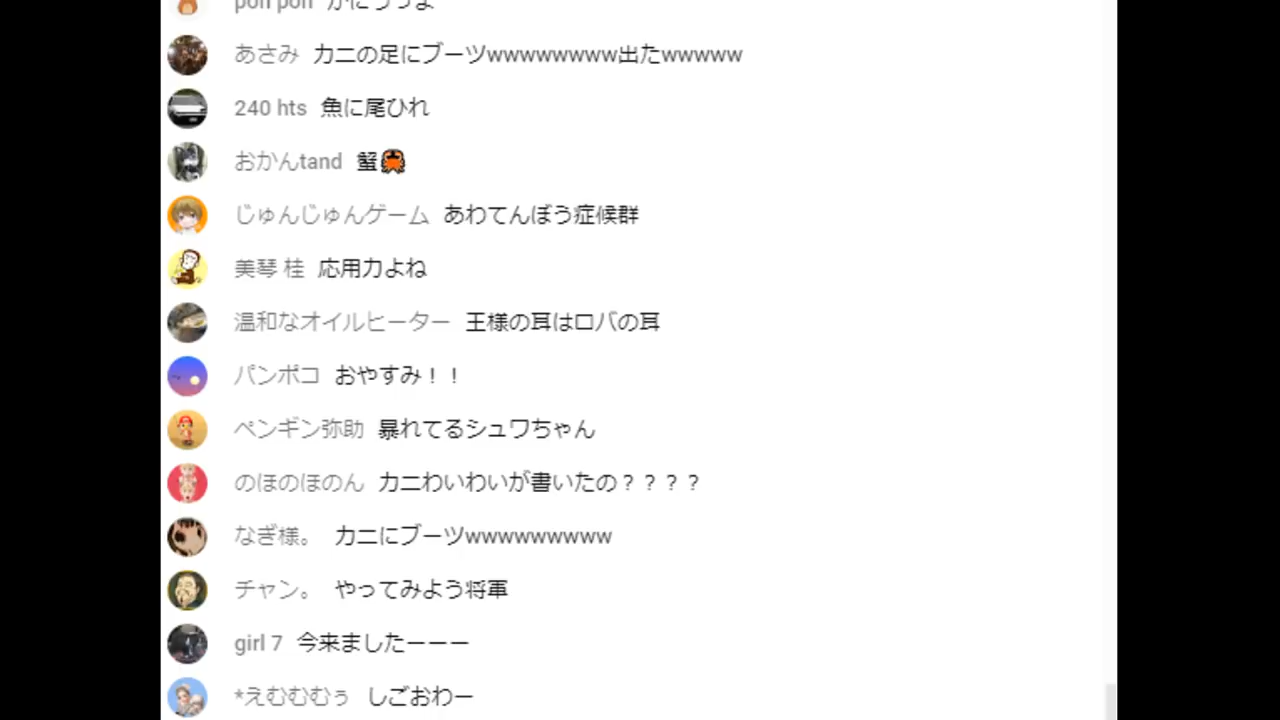 pon pon かにうっま
あさみ カニの足にブーツwwwwwwwww出たwwwww
240 hts 魚に尾ひれ
おかんtand 蟹🦀
じゅんじゅんゲーム あわてんぼう症候群
美琴 桂 応用力よね
温和なオイルヒーター 王様の耳はロバの耳
パンポコ おやすみ！！
ペンギン弥助 暴れてるシュワちゃん
のほのほのん カニわいわいが書いたの？？？？
なぎ様。 カニにブーツwwwwwwwwww
チャン。 やってみよう将軍
girl 7 今来ましたーーー
*えむむむぅ しごおわー